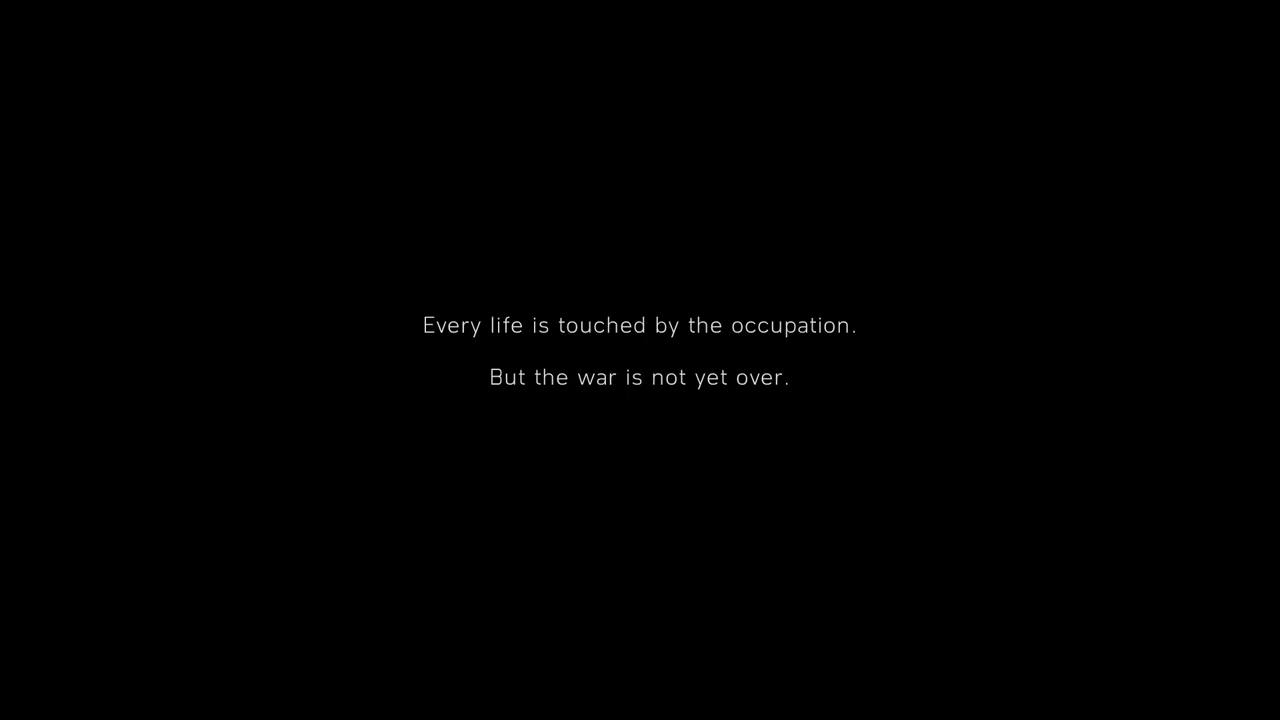 Every life is touched by the occupation.
But the war is not yet over.